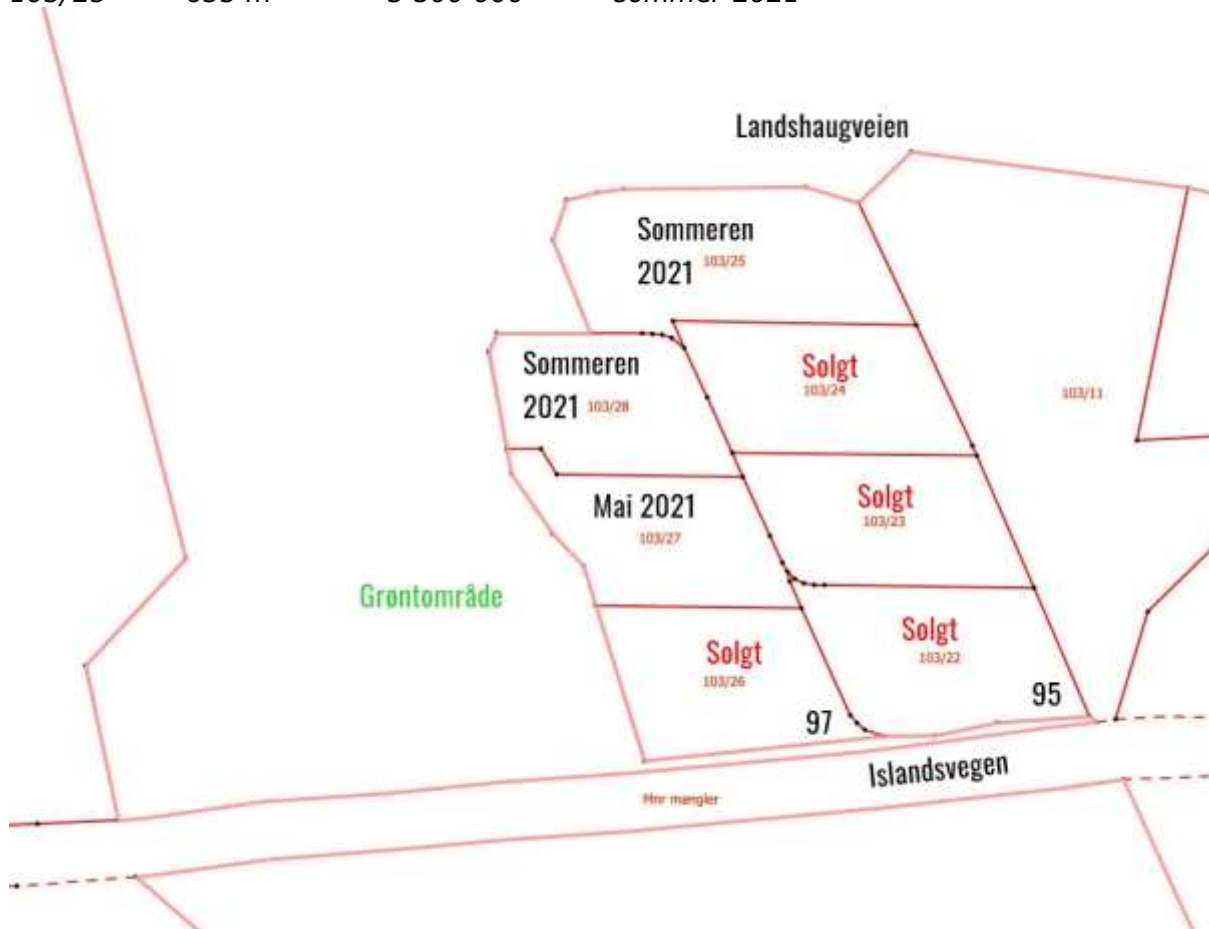 Landshaugveien
Sommeren
2021 103/25
Solgt
103/24
Sommeren
2021 103/28
103/11
Solgt
103/23
Mai 2021
103/27
Grøntområde
Solgt
103/22
Solgt
103/26
95
97
Islandsvegen
Mnr mangler